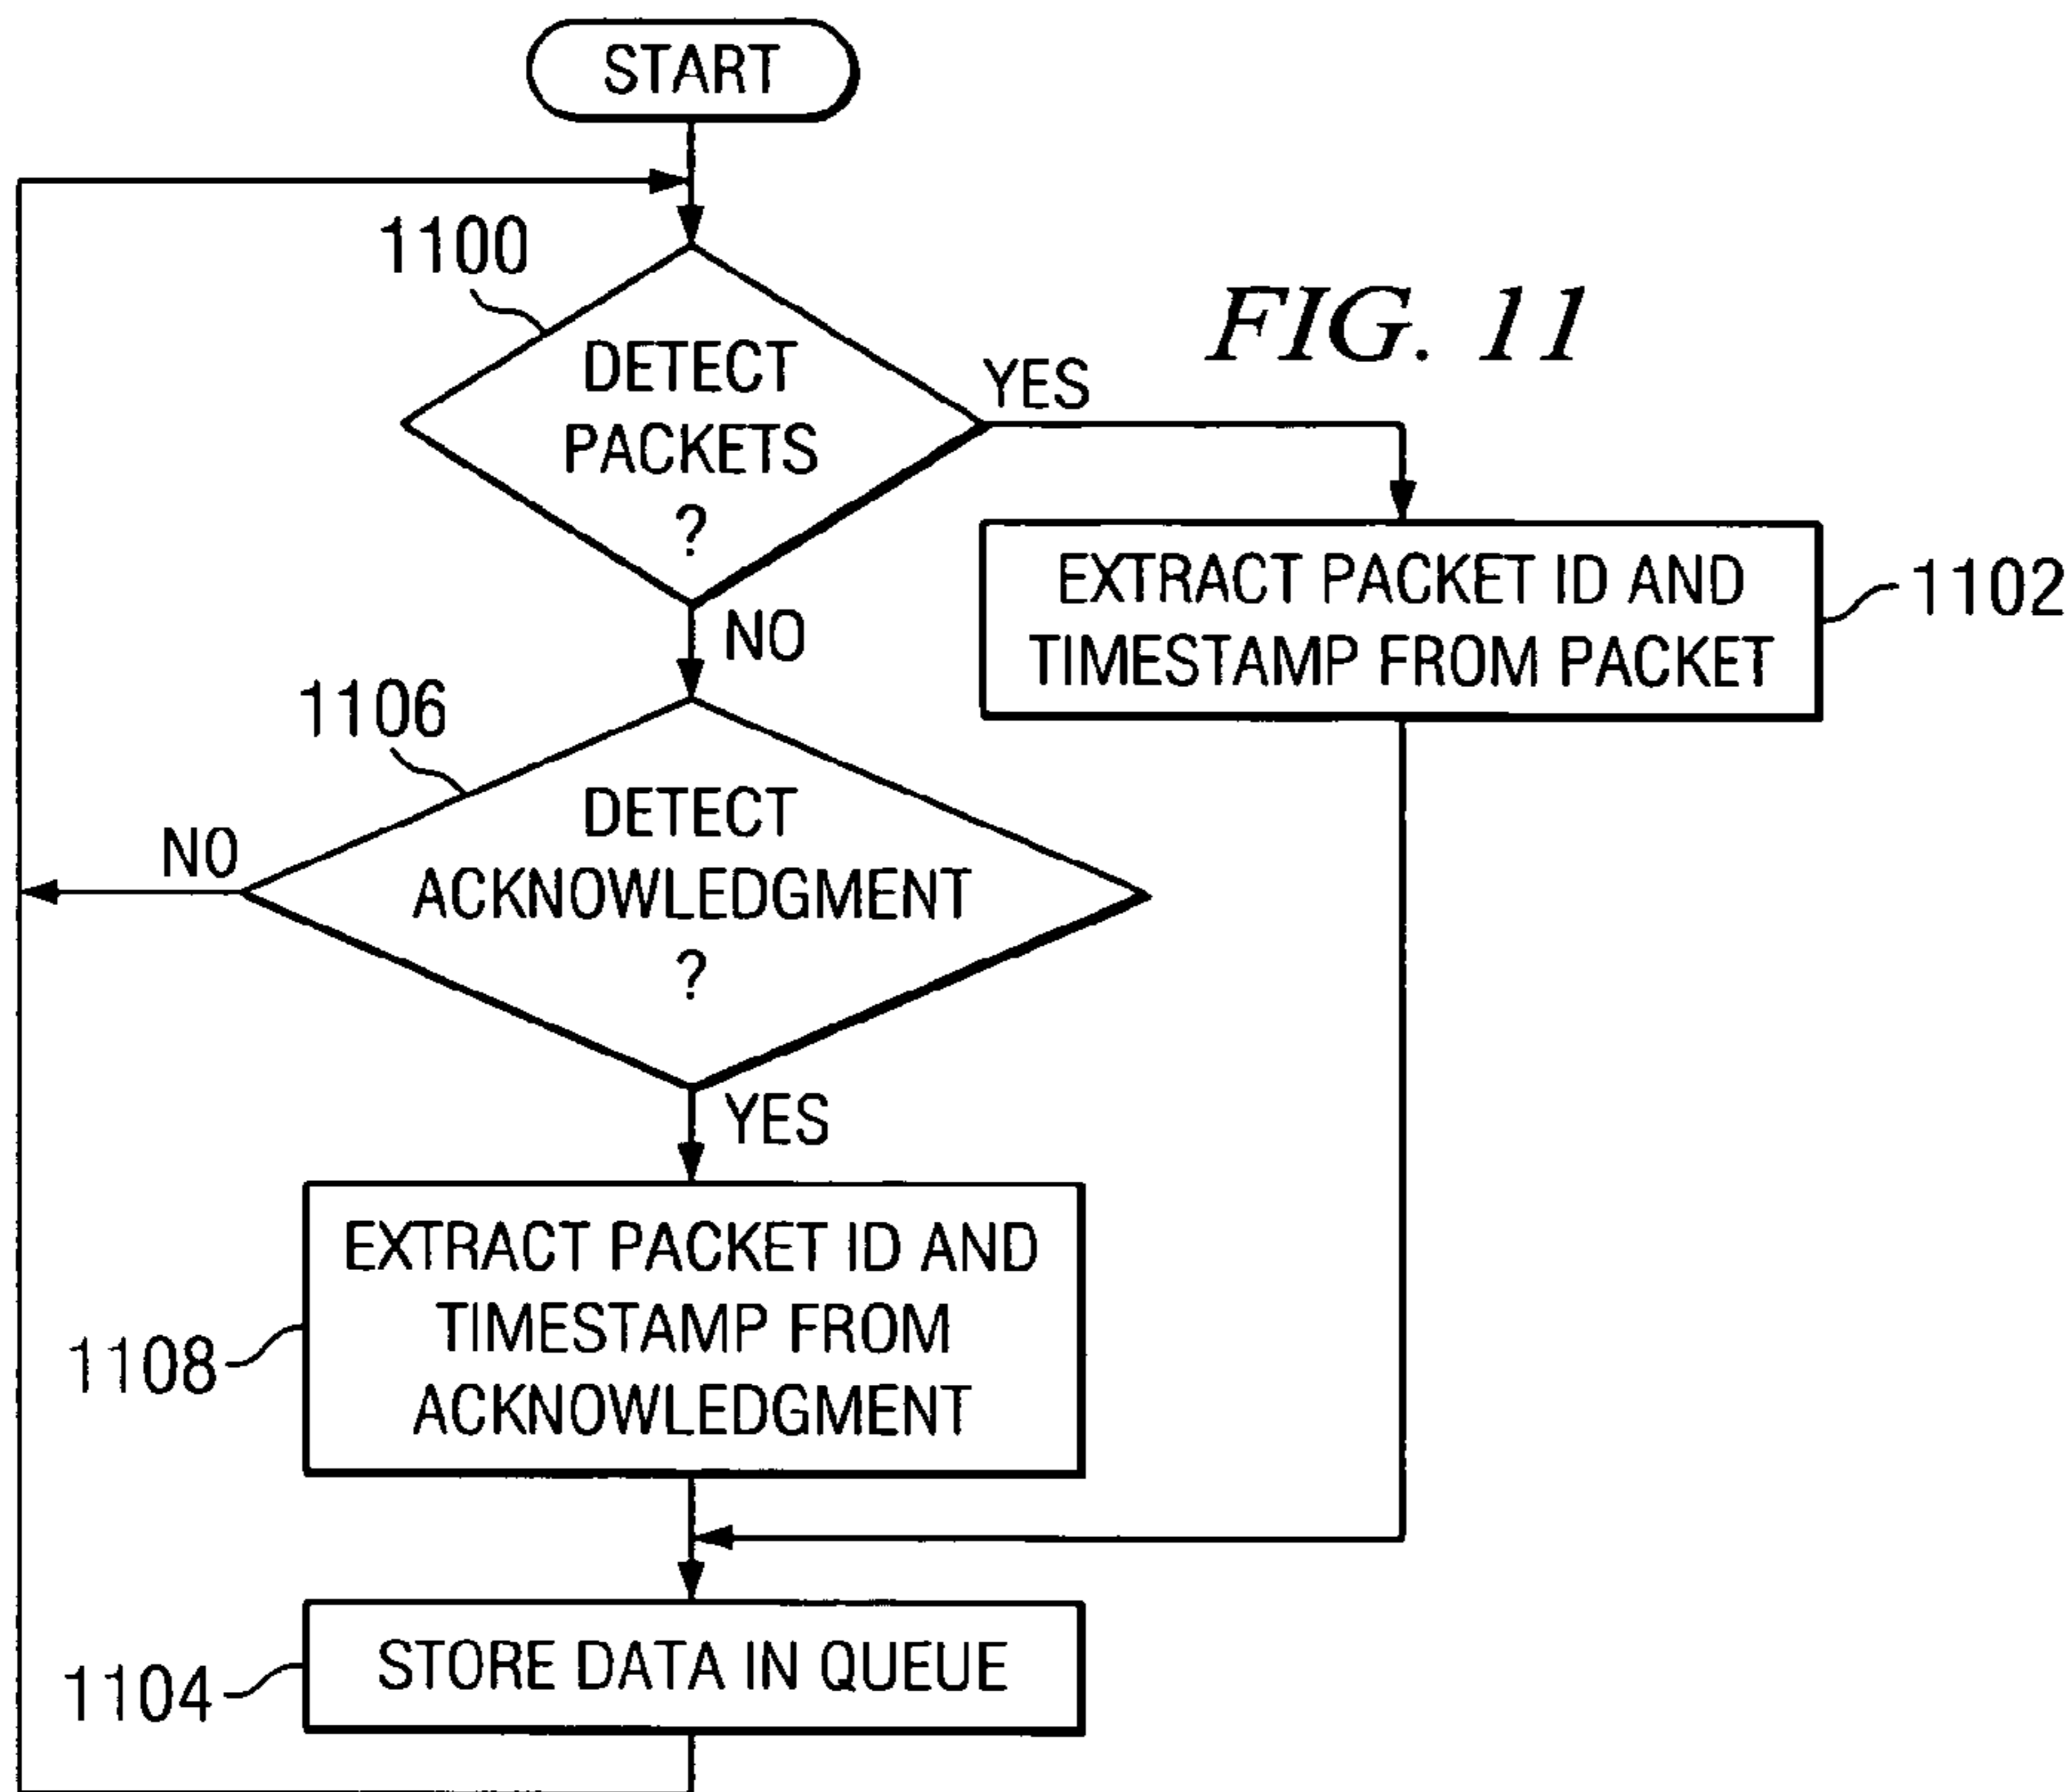 START
1100
FIG. 11
DETECT
PACKETS
?
YES
NO
EXTRACT PACKET ID AND
TIMESTAMP FROM PACKET
1102
1106
DETECT
ACKNOWLEDGMENT
?
NO
YES
EXTRACT PACKET ID AND
TIMESTAMP FROM
ACKNOWLEDGMENT
1108
STORE DATA IN QUEUE
1104